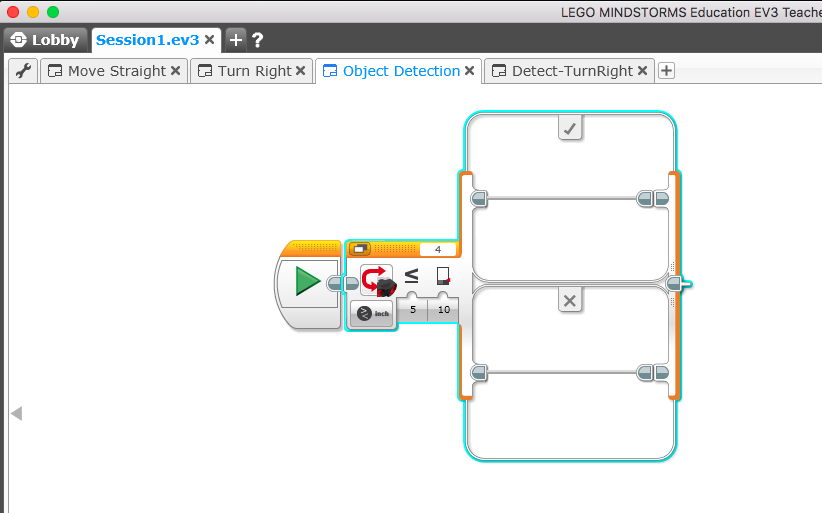 LEGO MINDSTORMS Education EV3 Teache
Lobby Session1.ev3 + ?
Move Straight Turn Right Object Detection Detect-TurnRight +
4
≤
inch 5 10